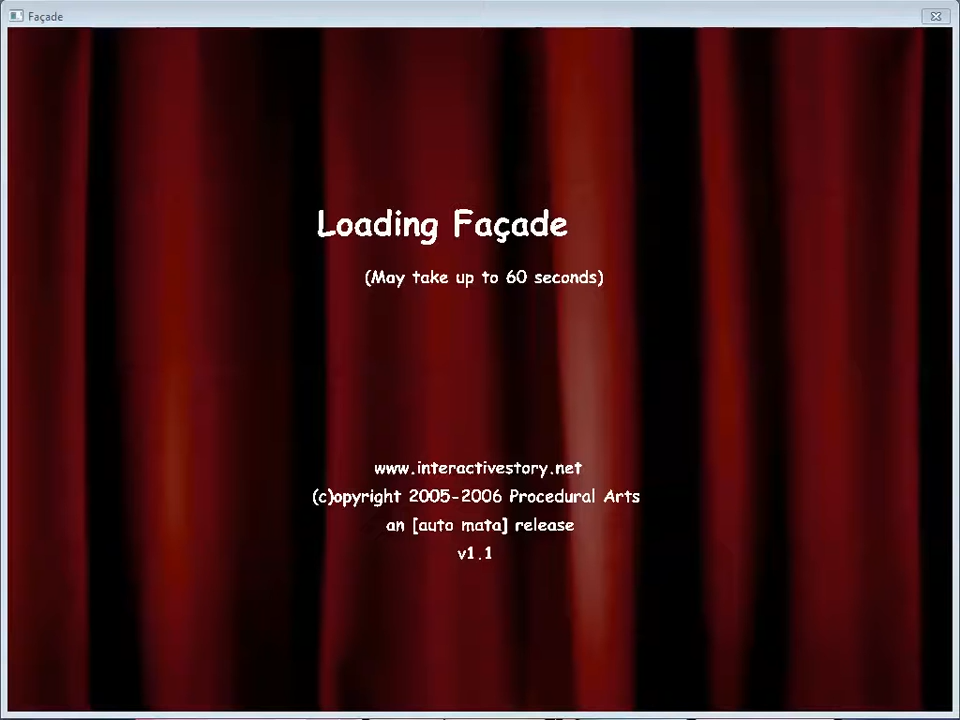 Façade
Loading Façade
(May take up to 60 seconds)
www.interactivestory.net
(c)opyright 2005-2006 Procedural Arts
an [auto mata] release
v1.1